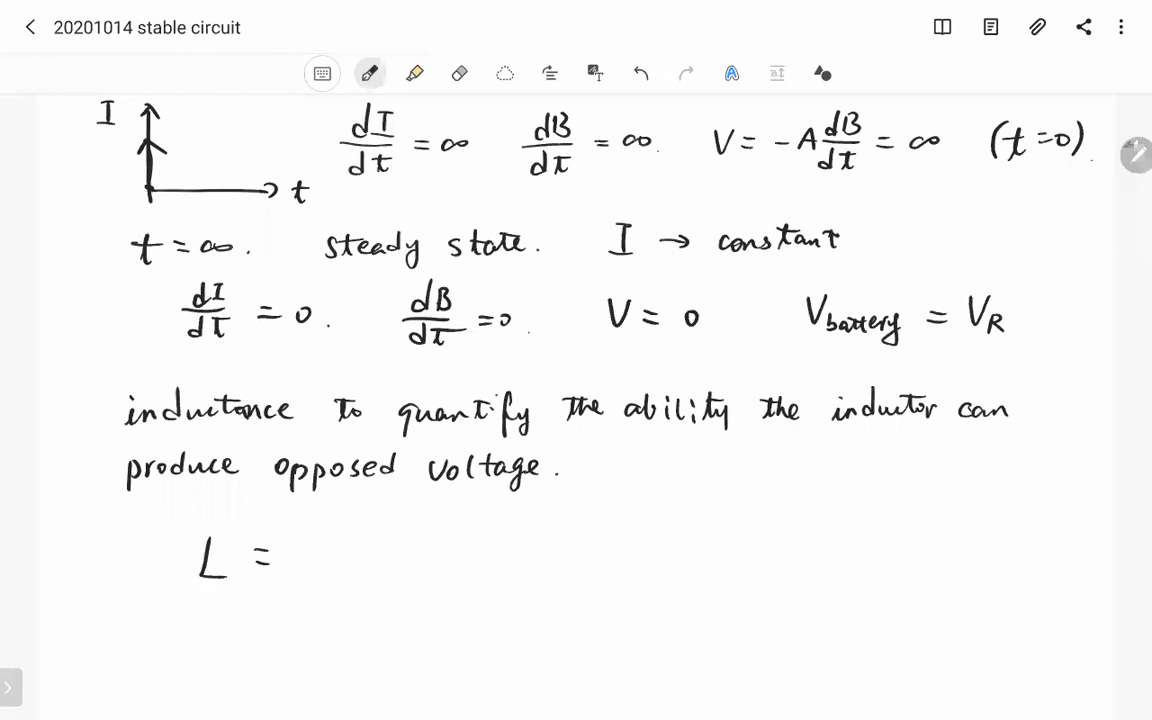 20201014 stable circuit
I
t
dI/dt = ∞ dB/dt = ∞. V = -A dB/dt = ∞ (t=0).
t = ∞. steady state. I → constant
dI/dt = 0. dB/dt = 0. V = 0 Vbattery = VR
inductance to quantify the ability the inductor can
produce opposed voltage.
L =